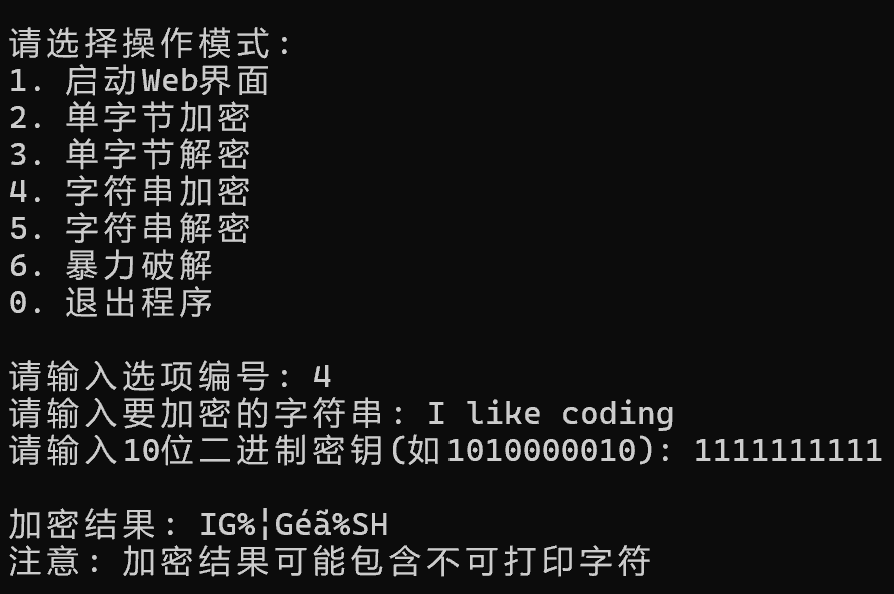 请选择操作模式:
1. 启动Web界面
2. 单字节加密
3. 单字节解密
4. 字符串加密
5. 字符串解密
6. 暴力破解
0. 退出程序
请输入选项编号: 4
请输入要加密的字符串: I like coding
请输入10位二进制密钥(如1010000010): 1111111111
加密结果: IG%¦Géã%SH
注意: 加密结果可能包含不可打印字符